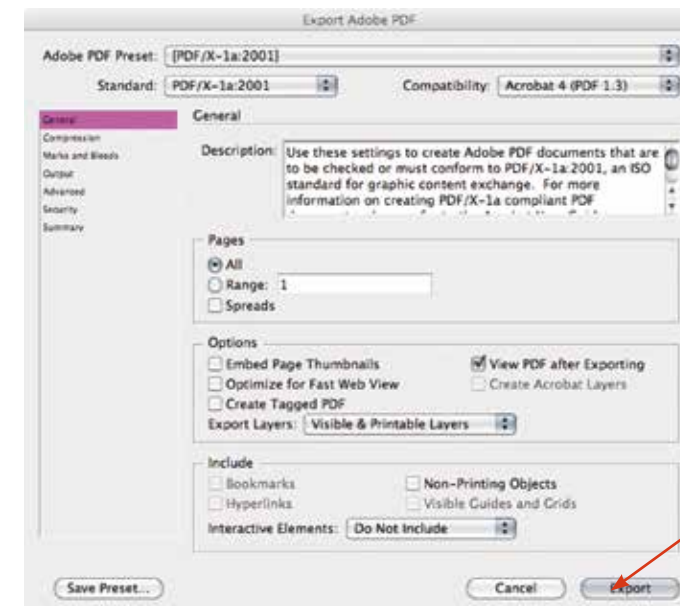 Export Adobe PDF
Adobe PDF Preset: [PDF/X-1a:2001]
Standard: PDF/X-1a:2001 Compatibility: Acrobat 4 (PDF 1.3)
General
Compression
Marks and Bleeds
Output
Advanced
Security
Summary
General
Description: Use these settings to create Adobe PDF documents that are
to be checked or must conform to PDF/X-1a:2001, an ISO
standard for graphic content exchange. For more
information on creating PDF/X-1a compliant PDF
Pages
All
Range: 1
Spreads
Options
Embed Page Thumbnails View PDF after Exporting
Optimize for Fast Web View Create Acrobat Layers
Create Tagged PDF
Export Layers: Visible & Printable Layers
Include
Bookmarks Non-Printing Objects
Hyperlinks Visible Guides and Grids
Interactive Elements: Do Not Include
Save Preset... Cancel Export